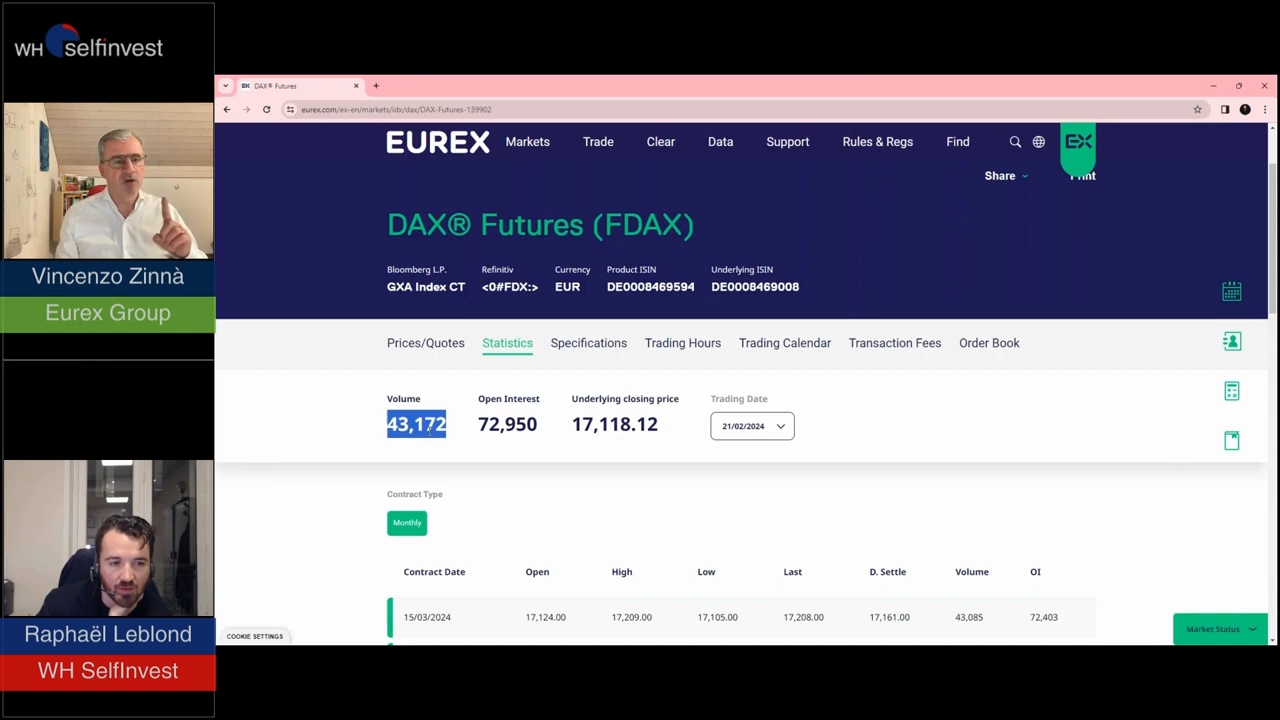 WH selfinvest
DAX® Futures
eurex.com/ex-en/markets/idx/dax/DAX-Futures-139902
EUREX Markets Trade Clear Data Support Rules & Regs Find
EX
Share Print
DAX® Futures (FDAX)
Bloomberg L.P. Refinitiv Currency Product ISIN Underlying ISIN
GXA Index CT <0#FDX:> EUR DE0008469594 DE0008469008
Vincenzo Zinnà
Eurex Group
Prices/Quotes Statistics Specifications Trading Hours Trading Calendar Transaction Fees Order Book
Volume Open Interest Underlying closing price Trading Date
43,172 72,950 17,118.12 21/02/2024
Contract Type
Monthly
Contract Date Open High Low Last D. Settle Volume OI
15/03/2024 17,124.00 17,209.00 17,105.00 17,208.00 17,161.00 43,085 72,403
COOKIE SETTINGS
Market Status
Raphaël Leblond
WH SelfInvest